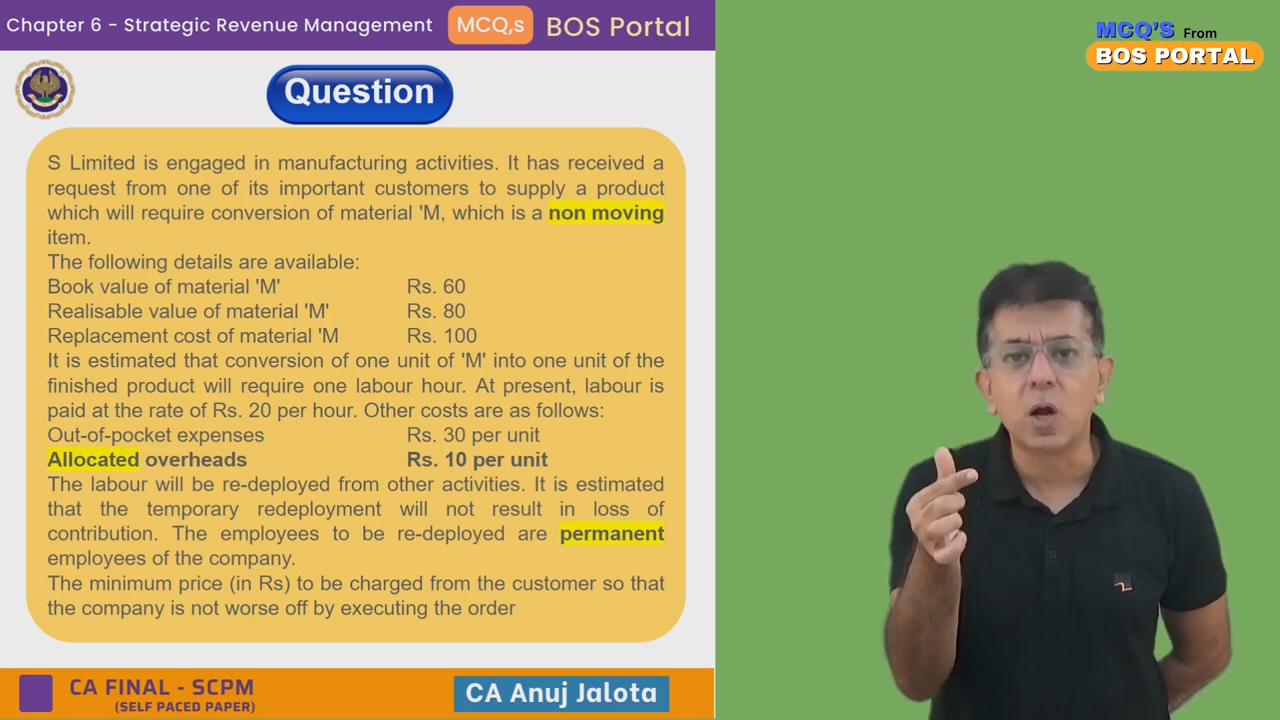 Chapter 6 - Strategic Revenue Management MCQ,s BOS Portal
MCQ'S From
BOS PORTAL
Question
S Limited is engaged in manufacturing activities. It has received a
request from one of its important customers to supply a product
which will require conversion of material 'M, which is a non moving
item.
The following details are available:
Book value of material 'M' Rs. 60
Realisable value of material 'M' Rs. 80
Replacement cost of material 'M Rs. 100
It is estimated that conversion of one unit of 'M' into one unit of the
finished product will require one labour hour. At present, labour is
paid at the rate of Rs. 20 per hour. Other costs are as follows:
Out-of-pocket expenses Rs. 30 per unit
Allocated overheads Rs. 10 per unit
The labour will be re-deployed from other activities. It is estimated
that the temporary redeployment will not result in loss of
contribution. The employees to be re-deployed are permanent
employees of the company.
The minimum price (in Rs) to be charged from the customer so that
the company is not worse off by executing the order
CA FINAL - SCPM
(SELF PACED PAPER)
CA Anuj Jalota